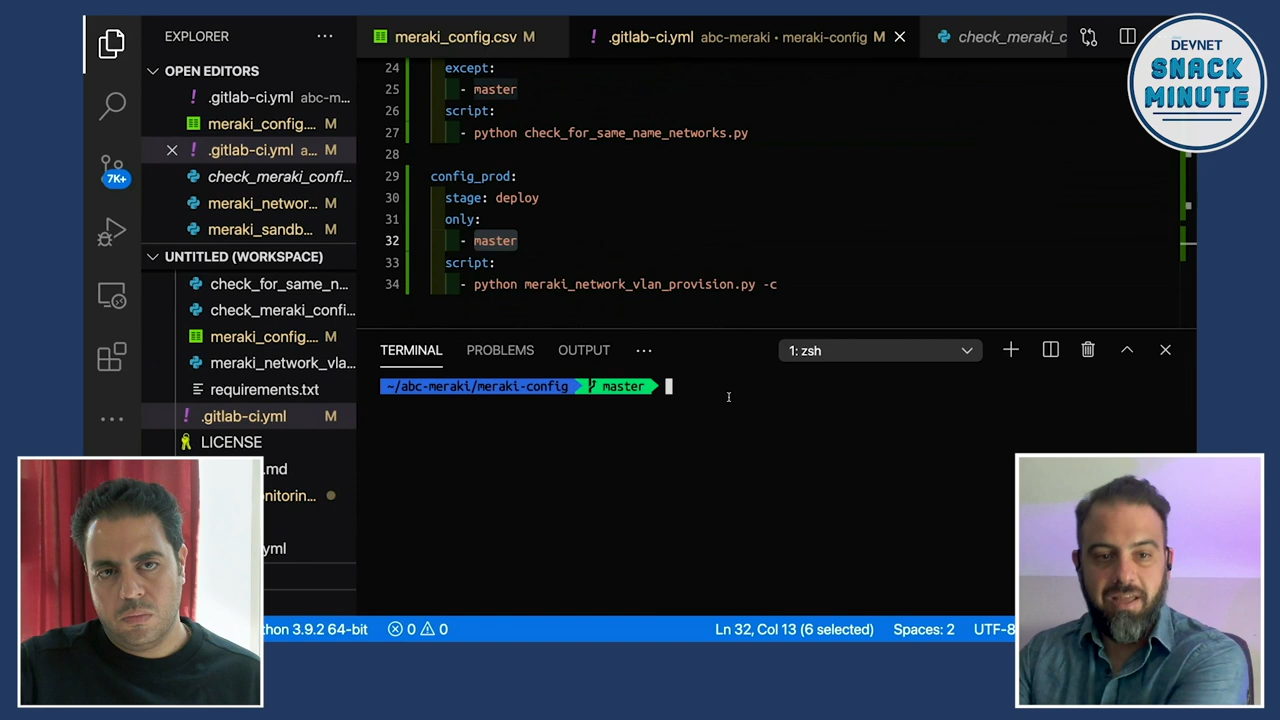 EXPLORER
···
meraki_config.csv M
! .gitlab-ci.yml abc-meraki • meraki-config M
check_meraki_c
DEVNET
SNACK
MINUTE
OPEN EDITORS
! .gitlab-ci.yml abc-m...
meraki_config.... M
! .gitlab-ci.yml a... M
check_meraki_confi...
meraki_networ... M
meraki_sandb... M
7K+
UNTITLED (WORKSPACE)
check_for_same_n...
check_meraki_confi...
meraki_config.... M
meraki_network_vla...
requirements.txt
! .gitlab-ci.yml M
LICENSE
.md
onitorin...
yml
24 except:
25 - master
26 script:
27 - python check_for_same_name_networks.py
28
29 config_prod:
30 stage: deploy
31 only:
32 - master
33 script:
34 - python meraki_network_vlan_provision.py -c
TERMINAL PROBLEMS OUTPUT ··· 1: zsh
~/abc-meraki/meraki-config master
thon 3.9.2 64-bit 0 0 Ln 32, Col 13 (6 selected) Spaces: 2 UTF-8